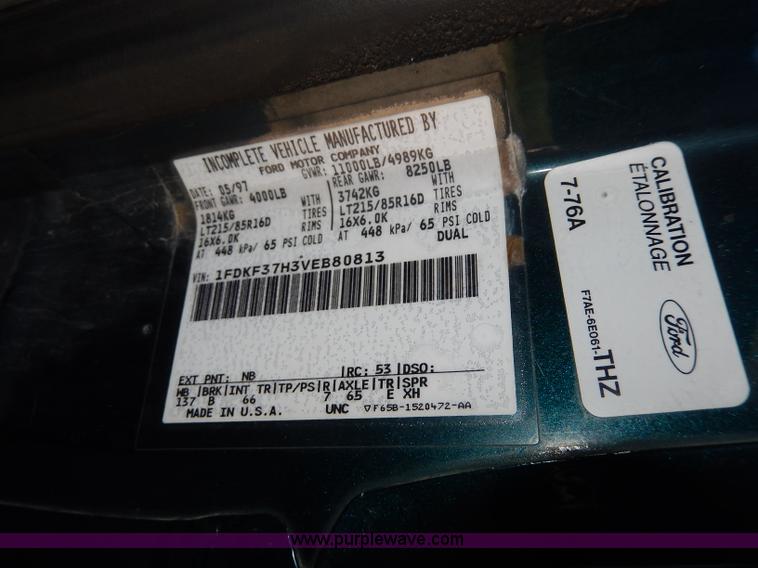 INCOMPLETE VEHICLE MANUFACTURED BY
FORD MOTOR COMPANY
DATE: 05/97 GVWR: 11000LB/4989KG
FRONT GAWR: 4000LB REAR GAWR: 8250LB
1814KG WITH 3742KG WITH
LT215/85R16D TIRES LT215/85R16D TIRES
16X6.0K RIMS 16X6.0K RIMS
AT 448 kPa/ 65 PSI COLD AT 448 kPa/ 65 PSI COLD
DUAL
VIN: 1FDKF37H3VEB80813
EXT PNT: NB RC: 53 DSO:
WB BRK INT TR TP/PS R AXLE TR SPR
137 B 66 7 65 E XH
MADE IN U.S.A. UNC ▽F65B-1520472-AA
CALIBRATION
ÉTALONNAGE
7-76A
Ford
F7AE-6E061-THZ
www.purplewave.com